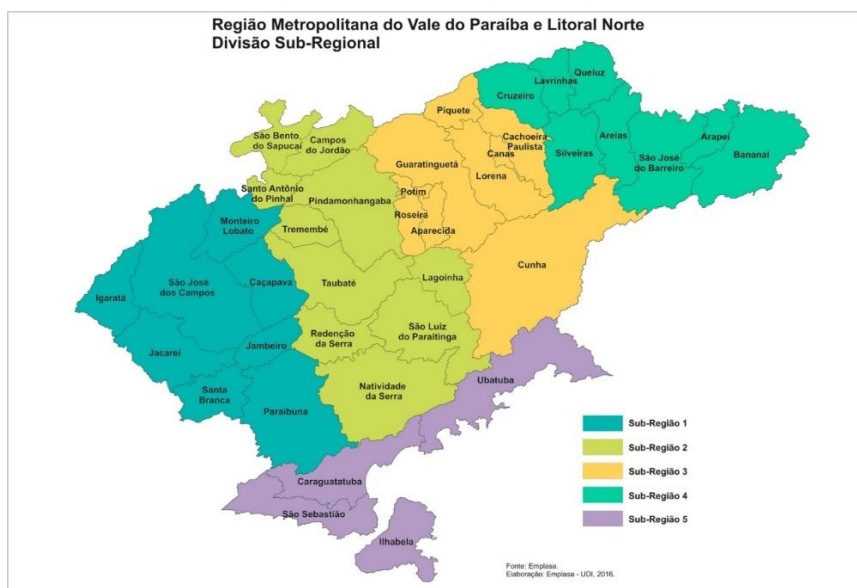 Região Metropolitana do Vale do Paraíba e Litoral Norte
Divisão Sub-Regional
Queluz
Lavrinhas
Cruzeiro
Piquete
São Bento
do Sapucaí
Campos
do Jordão
Cachoeira
Paulista
Canas
Areias
Arapei
Silveiras
São José
do Barreiro
Bananal
Guaratinguetá
Lorena
Santo Antônio
do Pinhal
Potim
Pindamonhangaba
Roseira
Aparecida
Monteiro
Lobato
Tremembé
Cunha
São José
dos Campos
Caçapava
Taubaté
Lagoinha
Igaratá
Redenção
da Serra
São Luiz
do Paraitinga
Jacarei
Jambeiro
Santa
Branca
Natividade
da Serra
Ubatuba
Paraibuna
Caraguatatuba
São Sebastião
Ilhabela
Sub-Região 1
Sub-Região 2
Sub-Região 3
Sub-Região 4
Sub-Região 5
Fonte: Emplasa.
Elaboração: Emplasa - UDI, 2016.